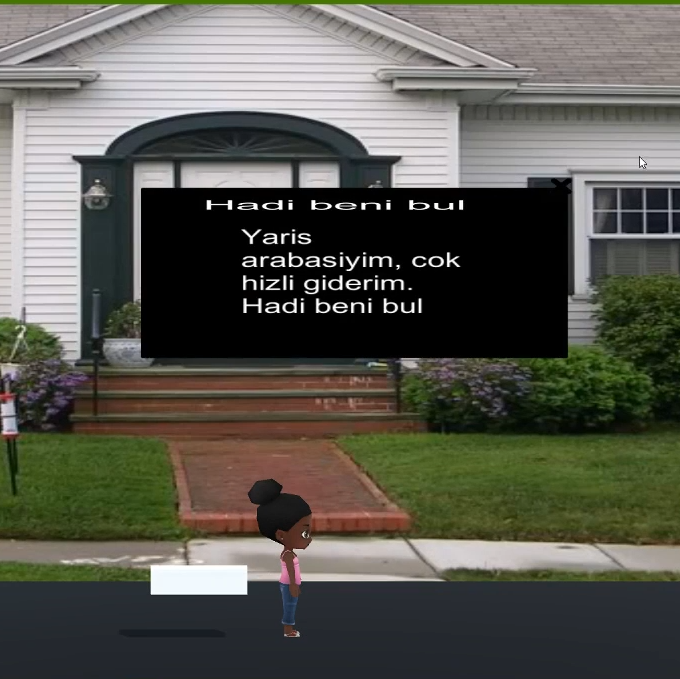 Hadi beni bul
Yaris
arabasiyim, cok
hizli giderim.
Hadi beni bul